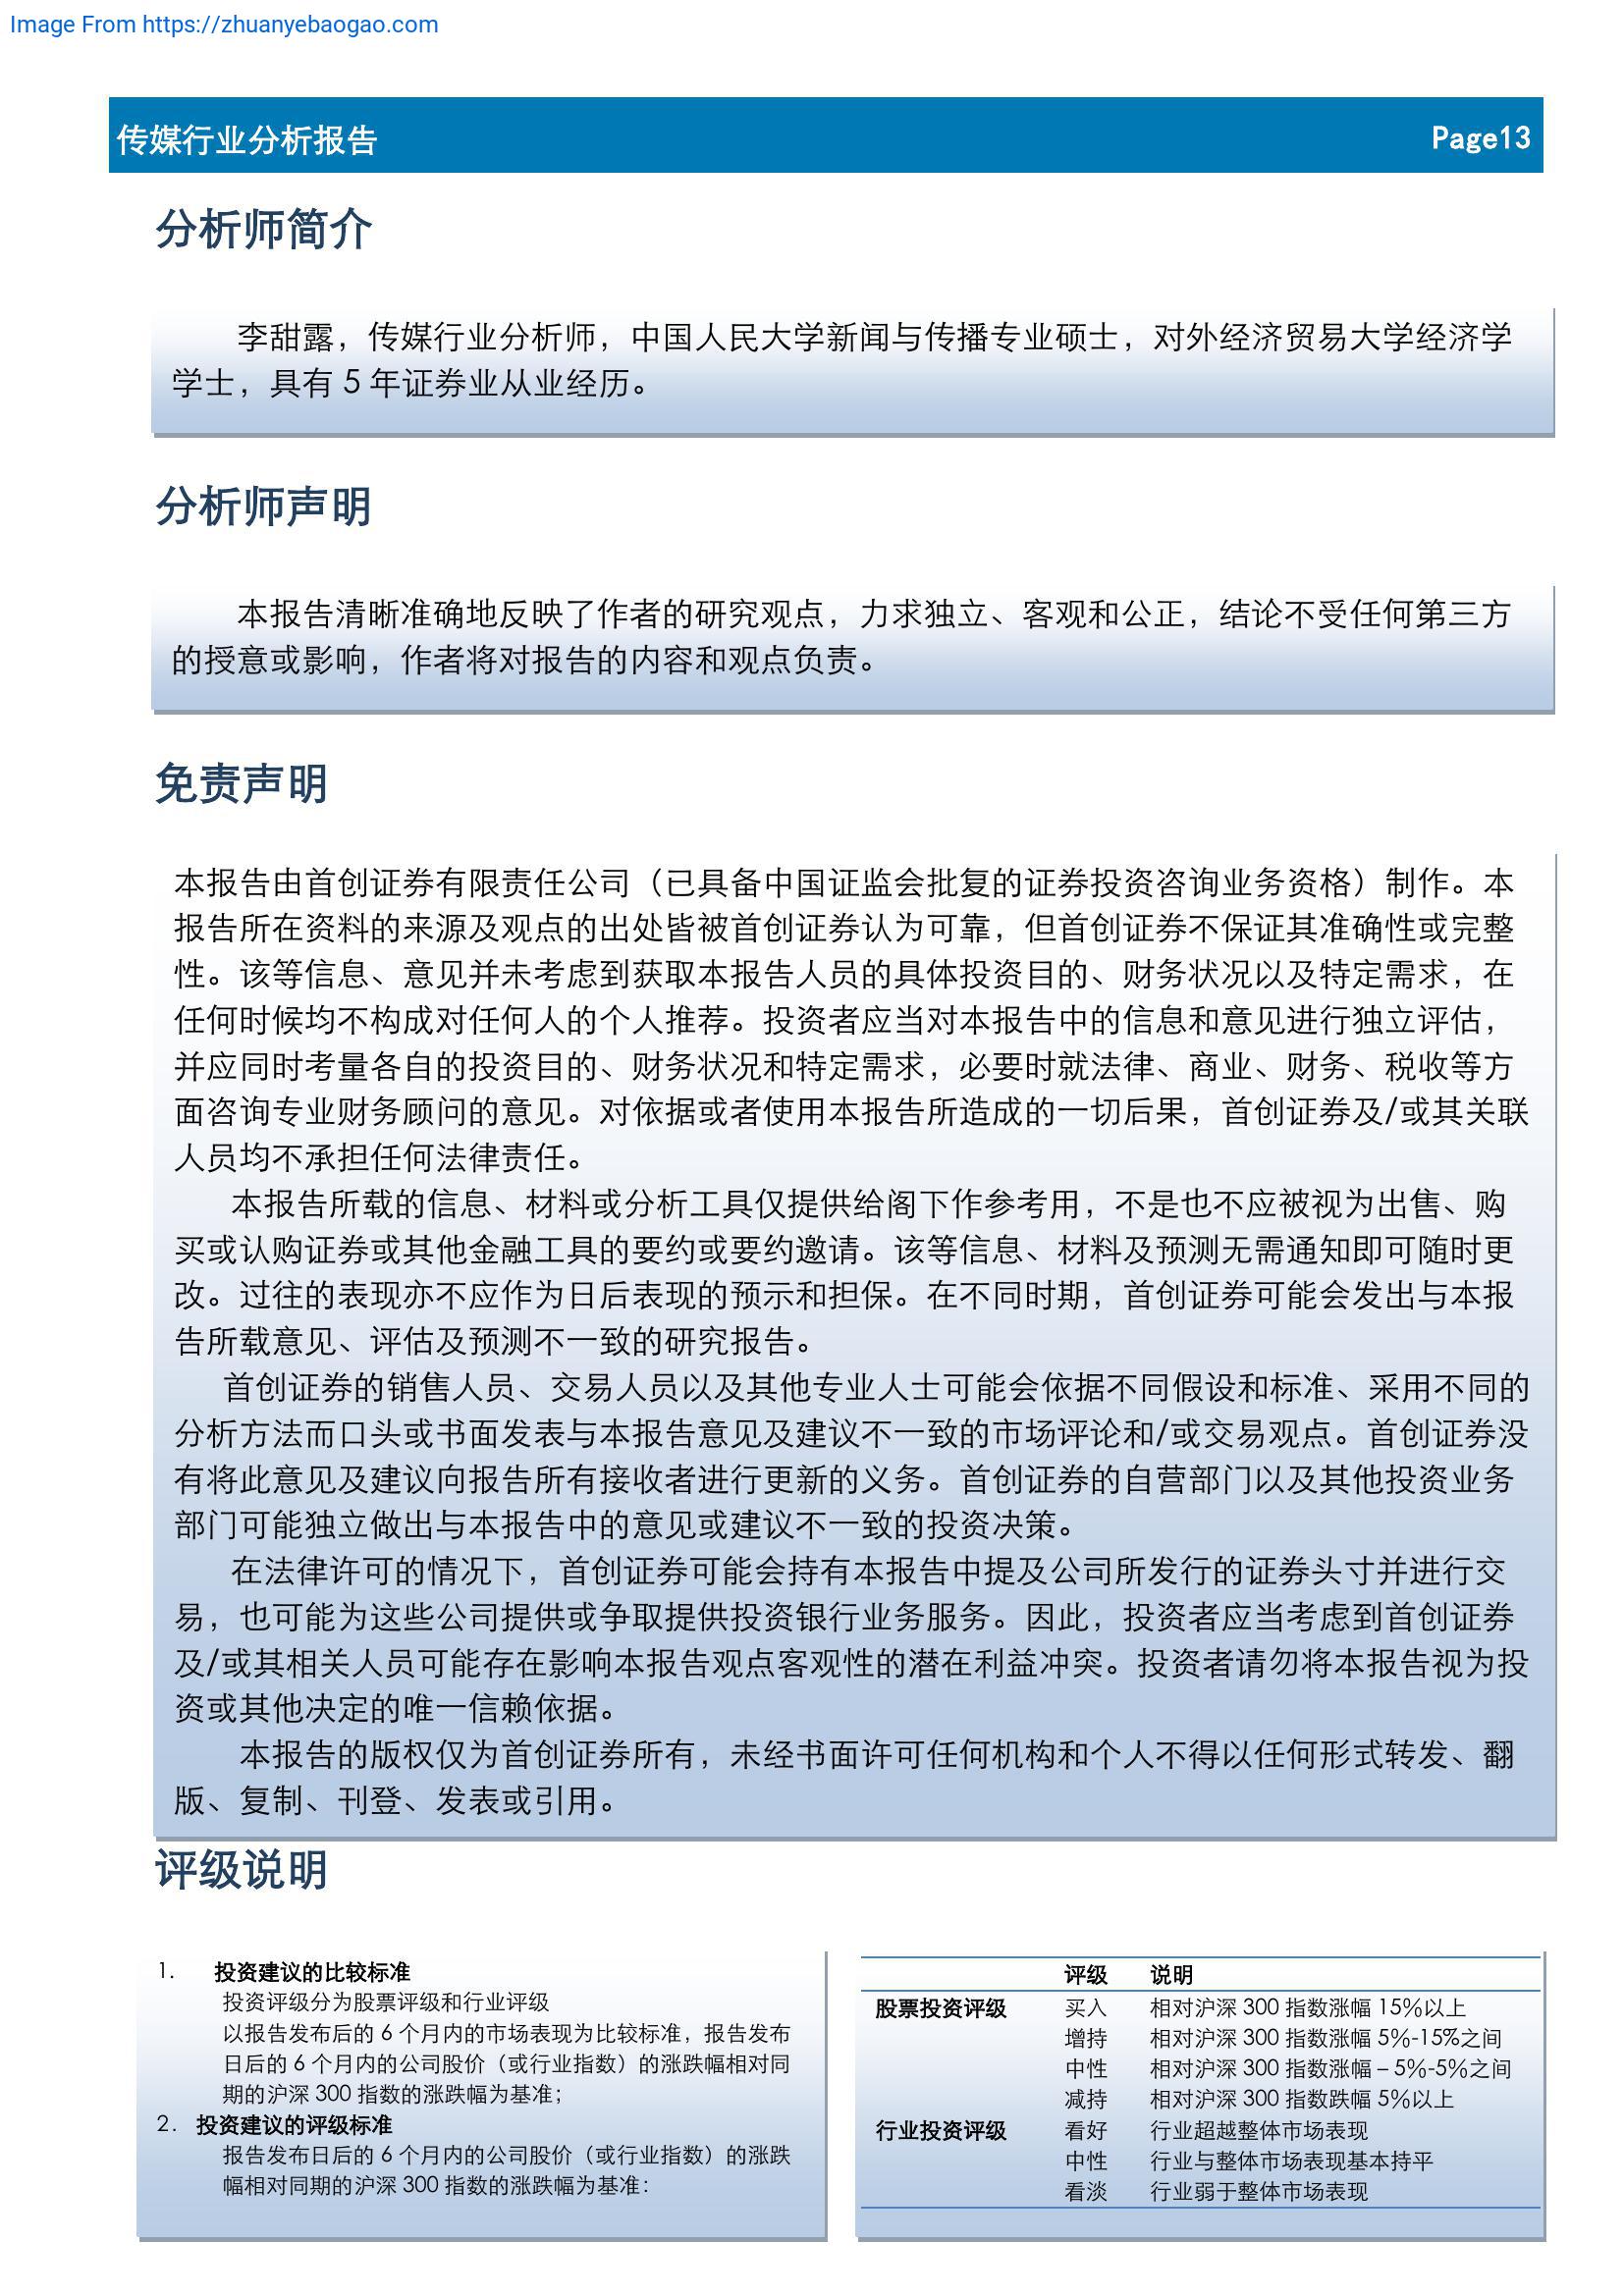 Image From https://zhuanyebaogao.com
传媒行业分析报告 Page13
分析师简介
李甜露，传媒行业分析师，中国人民大学新闻与传播专业硕士，对外经济贸易大学经济学
学士，具有 5 年证券业从业经历。
分析师声明
本报告清晰准确地反映了作者的研究观点，力求独立、客观和公正，结论不受任何第三方
的授意或影响，作者将对报告的内容和观点负责。
免责声明
本报告由首创证券有限责任公司（已具备中国证监会批复的证券投资咨询业务资格）制作。本
报告所在资料的来源及观点的出处皆被首创证券认为可靠，但首创证券不保证其准确性或完整
性。该等信息、意见并未考虑到获取本报告人员的具体投资目的、财务状况以及特定需求，在
任何时候均不构成对任何人的个人推荐。投资者应当对本报告中的信息和意见进行独立评估，
并应同时考量各自的投资目的、财务状况和特定需求，必要时就法律、商业、财务、税收等方
面咨询专业财务顾问的意见。对依据或者使用本报告所造成的一切后果，首创证券及/或其关联
人员均不承担任何法律责任。
本报告所载的信息、材料或分析工具仅提供给阁下作参考用，不是也不应被视为出售、购
买或认购证券或其他金融工具的要约或要约邀请。该等信息、材料及预测无需通知即可随时更
改。过往的表现亦不应作为日后表现的预示和担保。在不同时期，首创证券可能会发出与本报
告所载意见、评估及预测不一致的研究报告。
首创证券的销售人员、交易人员以及其他专业人士可能会依据不同假设和标准、采用不同的
分析方法而口头或书面发表与本报告意见及建议不一致的市场评论和/或交易观点。首创证券没
有将此意见及建议向报告所有接收者进行更新的义务。首创证券的自营部门以及其他投资业务
部门可能独立做出与本报告中的意见或建议不一致的投资决策。
在法律许可的情况下，首创证券可能会持有本报告中提及公司所发行的证券头寸并进行交
易，也可能为这些公司提供或争取提供投资银行业务服务。因此，投资者应当考虑到首创证券
及/或其相关人员可能存在影响本报告观点客观性的潜在利益冲突。投资者请勿将本报告视为投
资或其他决定的唯一信赖依据。
本报告的版权仅为首创证券所有，未经书面许可任何机构和个人不得以任何形式转发、翻
版、复制、刊登、发表或引用。
评级说明
1. 投资建议的比较标准
投资评级分为股票评级和行业评级
以报告发布后的 6 个月内的市场表现为比较标准，报告发布
日后的 6 个月内的公司股价（或行业指数）的涨跌幅相对同
期的沪深 300 指数的涨跌幅为基准；
2. 投资建议的评级标准
报告发布日后的 6 个月内的公司股价（或行业指数）的涨跌
幅相对同期的沪深 300 指数的涨跌幅为基准：
评级 说明
股票投资评级 买入 相对沪深 300 指数涨幅 15%以上
增持 相对沪深 300 指数涨幅 5%-15%之间
中性 相对沪深 300 指数涨幅 – 5%-5%之间
减持 相对沪深 300 指数跌幅 5%以上
行业投资评级 看好 行业超越整体市场表现
中性 行业与整体市场表现基本持平
看淡 行业弱于整体市场表现